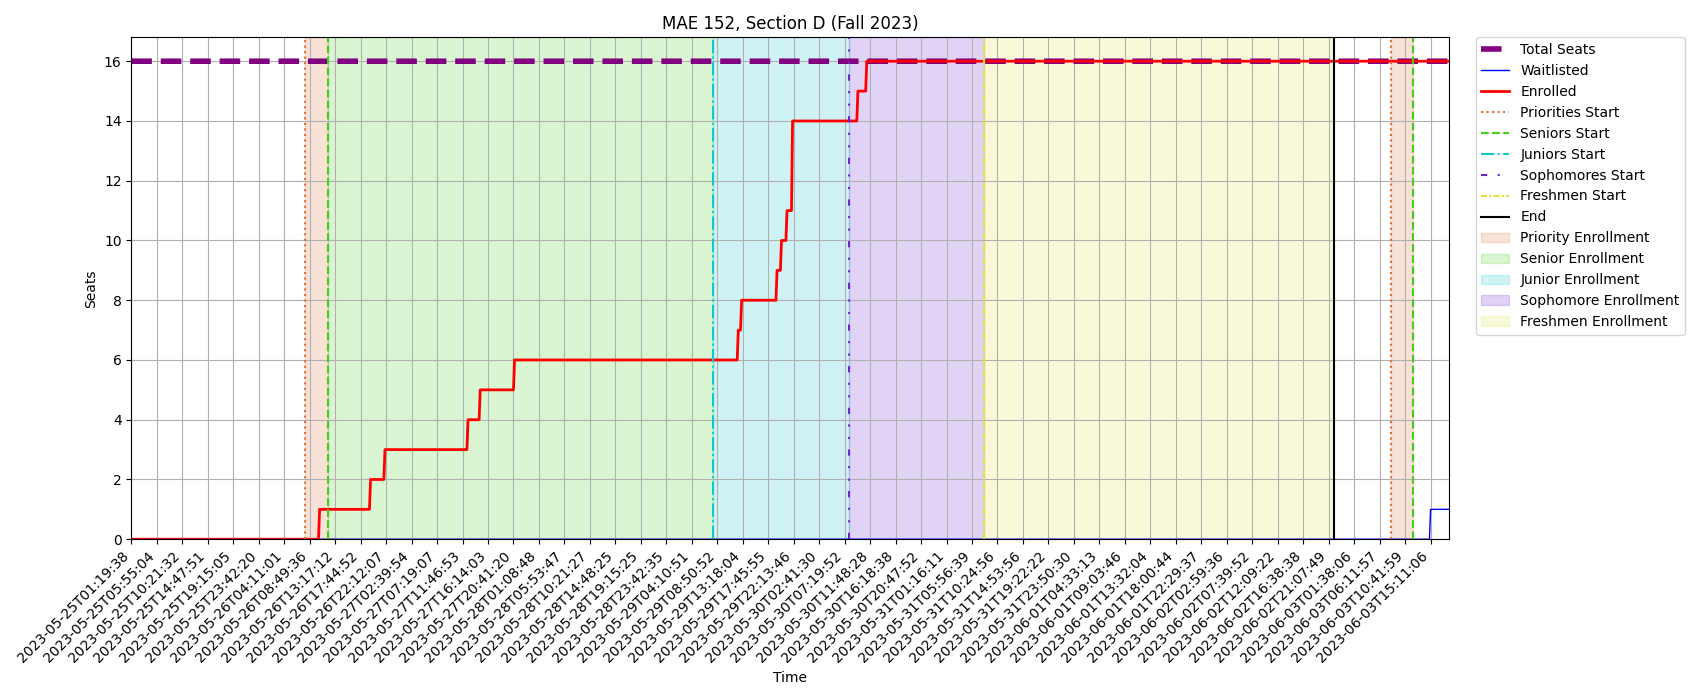 MAE 152, Section D (Fall 2023)
Seats
16
14
12
10
8
6
4
2
0
2023-05-25T01:19:38
2023-05-25T05:55:04
2023-05-25T10:21:32
2023-05-25T14:47:51
2023-05-25T19:15:05
2023-05-25T23:42:20
2023-05-26T04:11:01
2023-05-26T08:49:36
2023-05-26T13:17:12
2023-05-26T17:44:52
2023-05-26T22:12:07
2023-05-27T02:39:54
2023-05-27T07:19:07
2023-05-27T11:46:53
2023-05-27T16:14:03
2023-05-27T20:41:20
2023-05-28T01:08:48
2023-05-28T05:53:47
2023-05-28T10:21:27
2023-05-28T14:48:25
2023-05-28T19:15:25
2023-05-28T23:42:35
2023-05-29T04:10:51
2023-05-29T08:50:52
2023-05-29T13:18:04
2023-05-29T17:45:55
2023-05-29T22:13:46
2023-05-30T02:41:30
2023-05-30T07:19:52
2023-05-30T11:48:28
2023-05-30T16:18:38
2023-05-30T20:47:52
2023-05-31T01:16:11
2023-05-31T05:56:39
2023-05-31T10:24:56
2023-05-31T14:53:56
2023-05-31T19:22:22
2023-05-31T23:50:30
2023-06-01T04:33:13
2023-06-01T09:03:46
2023-06-01T13:32:04
2023-06-01T18:00:44
2023-06-01T22:29:37
2023-06-02T02:59:36
2023-06-02T07:39:52
2023-06-02T12:09:22
2023-06-02T16:38:38
2023-06-02T21:07:49
2023-06-03T01:38:06
2023-06-03T06:11:57
2023-06-03T10:41:59
2023-06-03T15:11:06
Time
Total Seats
Waitlisted
Enrolled
Priorities Start
Seniors Start
Juniors Start
Sophomores Start
Freshmen Start
End
Priority Enrollment
Senior Enrollment
Junior Enrollment
Sophomore Enrollment
Freshmen Enrollment